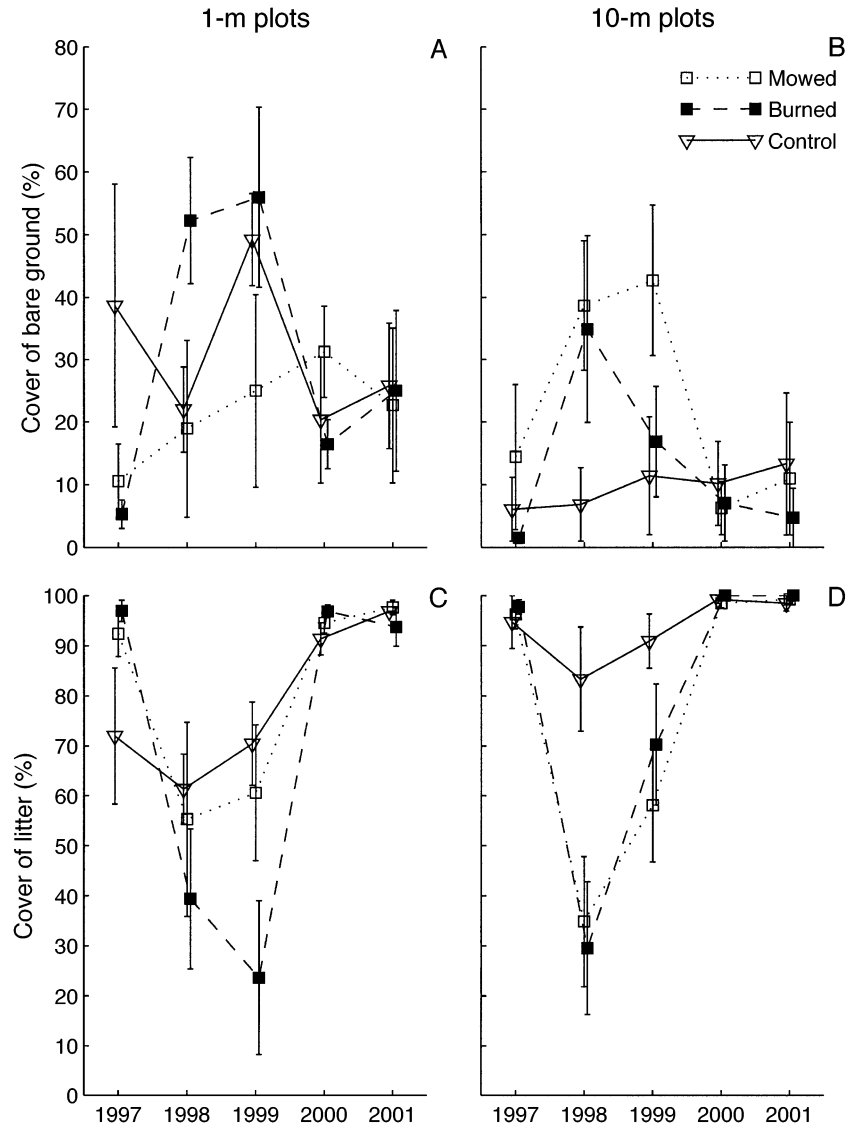 1-m plots
10-m plots
A
B
80
70
60
50
40
30
20
10
0
Cover of bare ground (%)
Mowed
Burned
Control
C
D
100
90
80
70
60
50
40
30
20
10
0
Cover of litter (%)
1997 1998 1999 2000 2001
1997 1998 1999 2000 2001